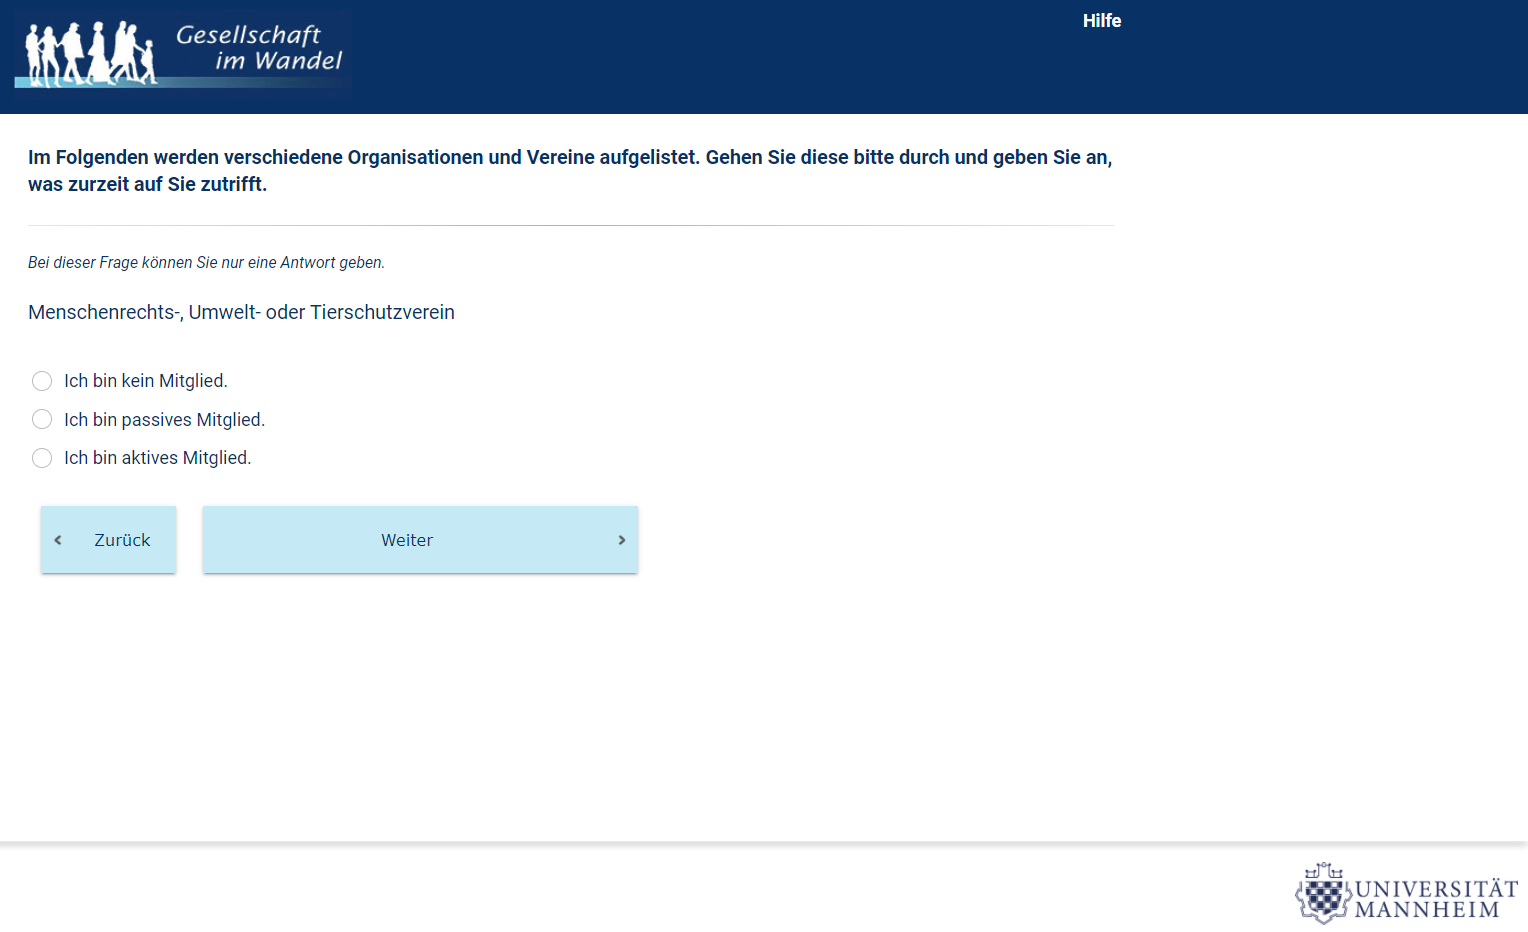 Gesellschaft
im Wandel
Hilfe
Im Folgenden werden verschiedene Organisationen und Vereine aufgelistet. Gehen Sie diese bitte durch und geben Sie an,
was zurzeit auf Sie zutrifft.
Bei dieser Frage können Sie nur eine Antwort geben.
Menschenrechts-, Umwelt- oder Tierschutzverein
Ich bin kein Mitglied.
Ich bin passives Mitglied.
Ich bin aktives Mitglied.
Zurück
Weiter
UNIVERSITÄT
MANNHEIM